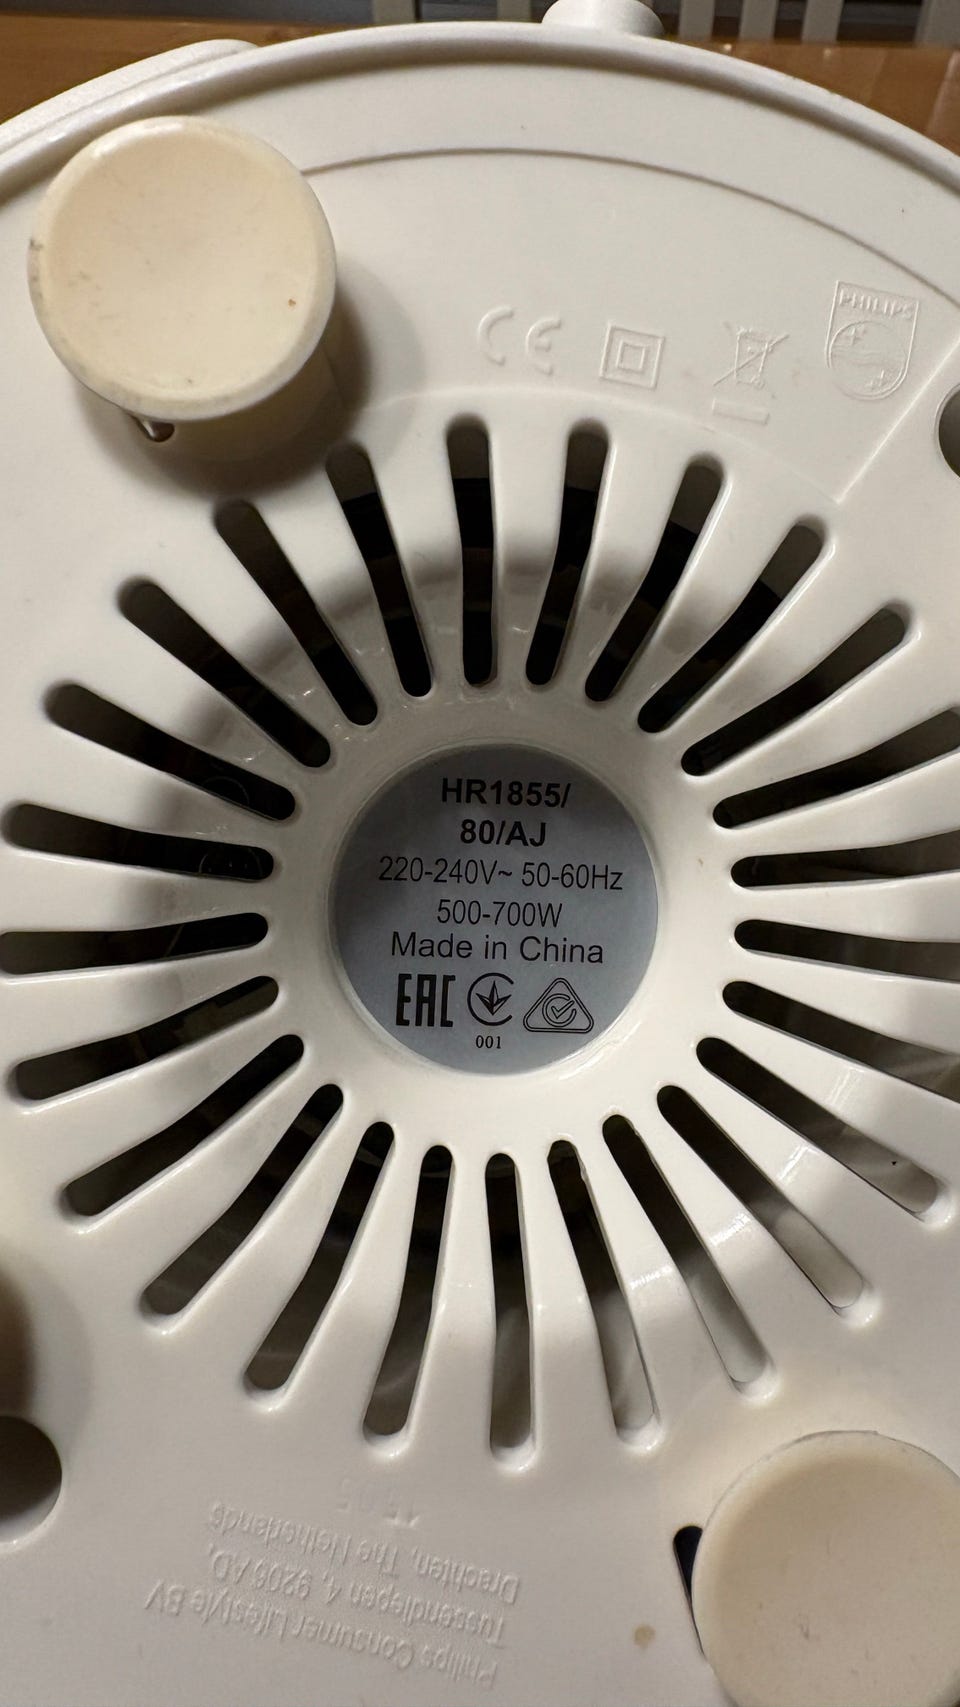 CE
PHILIPS
HR1855/
80/AJ
220-240V~ 50-60Hz
500-700W
Made in China
EAC
001
Philips Consumer Lifestyle BV
Tussendiepen 4, 9206 AD,
Drachten, The Netherlands